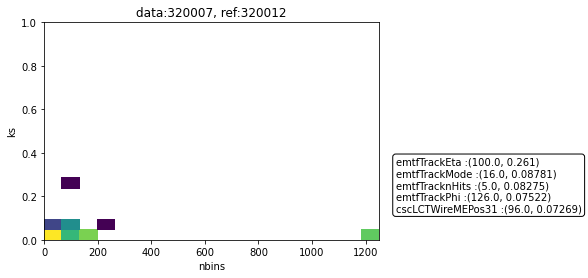 data:320007, ref:320012
1.0
0.8
0.6
0.4
0.2
0.0
ks
0 200 400 600 800 1000 1200
nbins
emtfTrackEta :(100.0, 0.261)
emtfTrackMode :(16.0, 0.08781)
emtfTracknHits :(5.0, 0.08275)
emtfTrackPhi :(126.0, 0.07522)
cscLCTWireMEPos31 :(96.0, 0.07269)